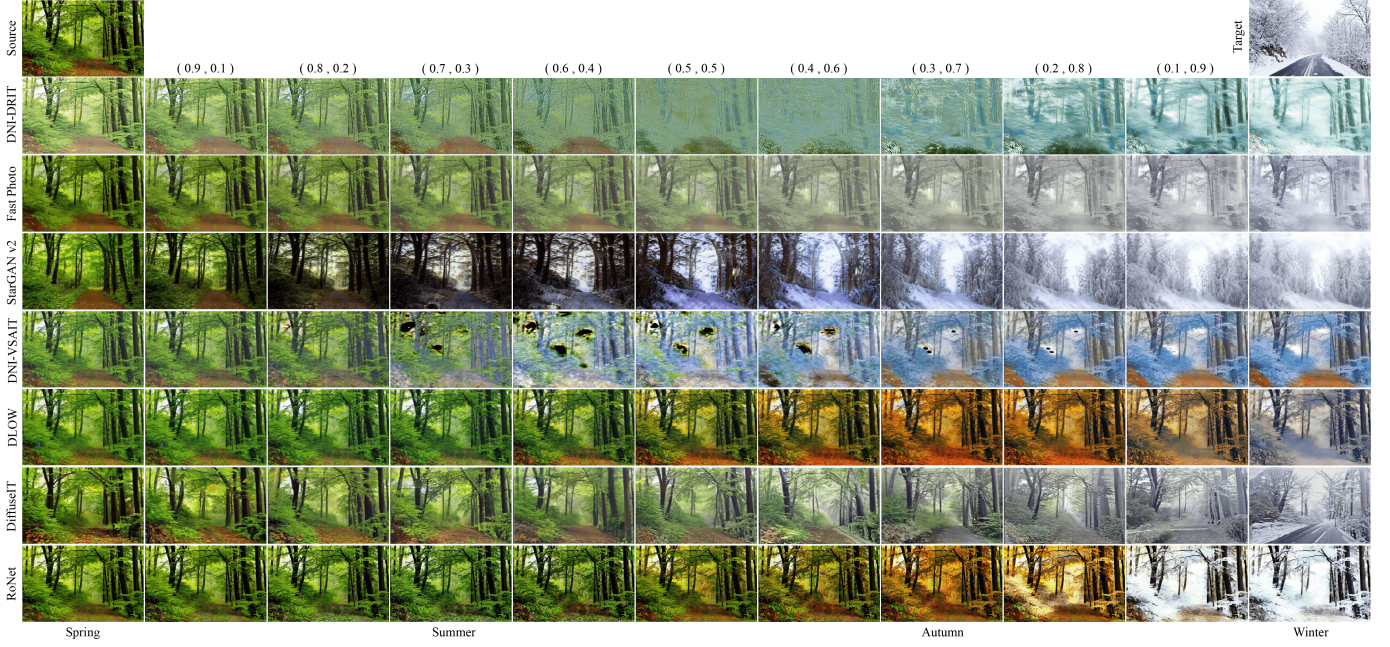 Source
Target
( 0.9 , 0.1 ) ( 0.8 , 0.2 ) ( 0.7 , 0.3 ) ( 0.6 , 0.4 ) ( 0.5 , 0.5 ) ( 0.4 , 0.6 ) ( 0.3 , 0.7 ) ( 0.2 , 0.8 ) ( 0.1 , 0.9 )
DNI-DRIT
Fast Photo
StarGAN v2
DNI-VSAIT
DLOW
DiffuseIT
RoNet
Spring Summer Autumn Winter